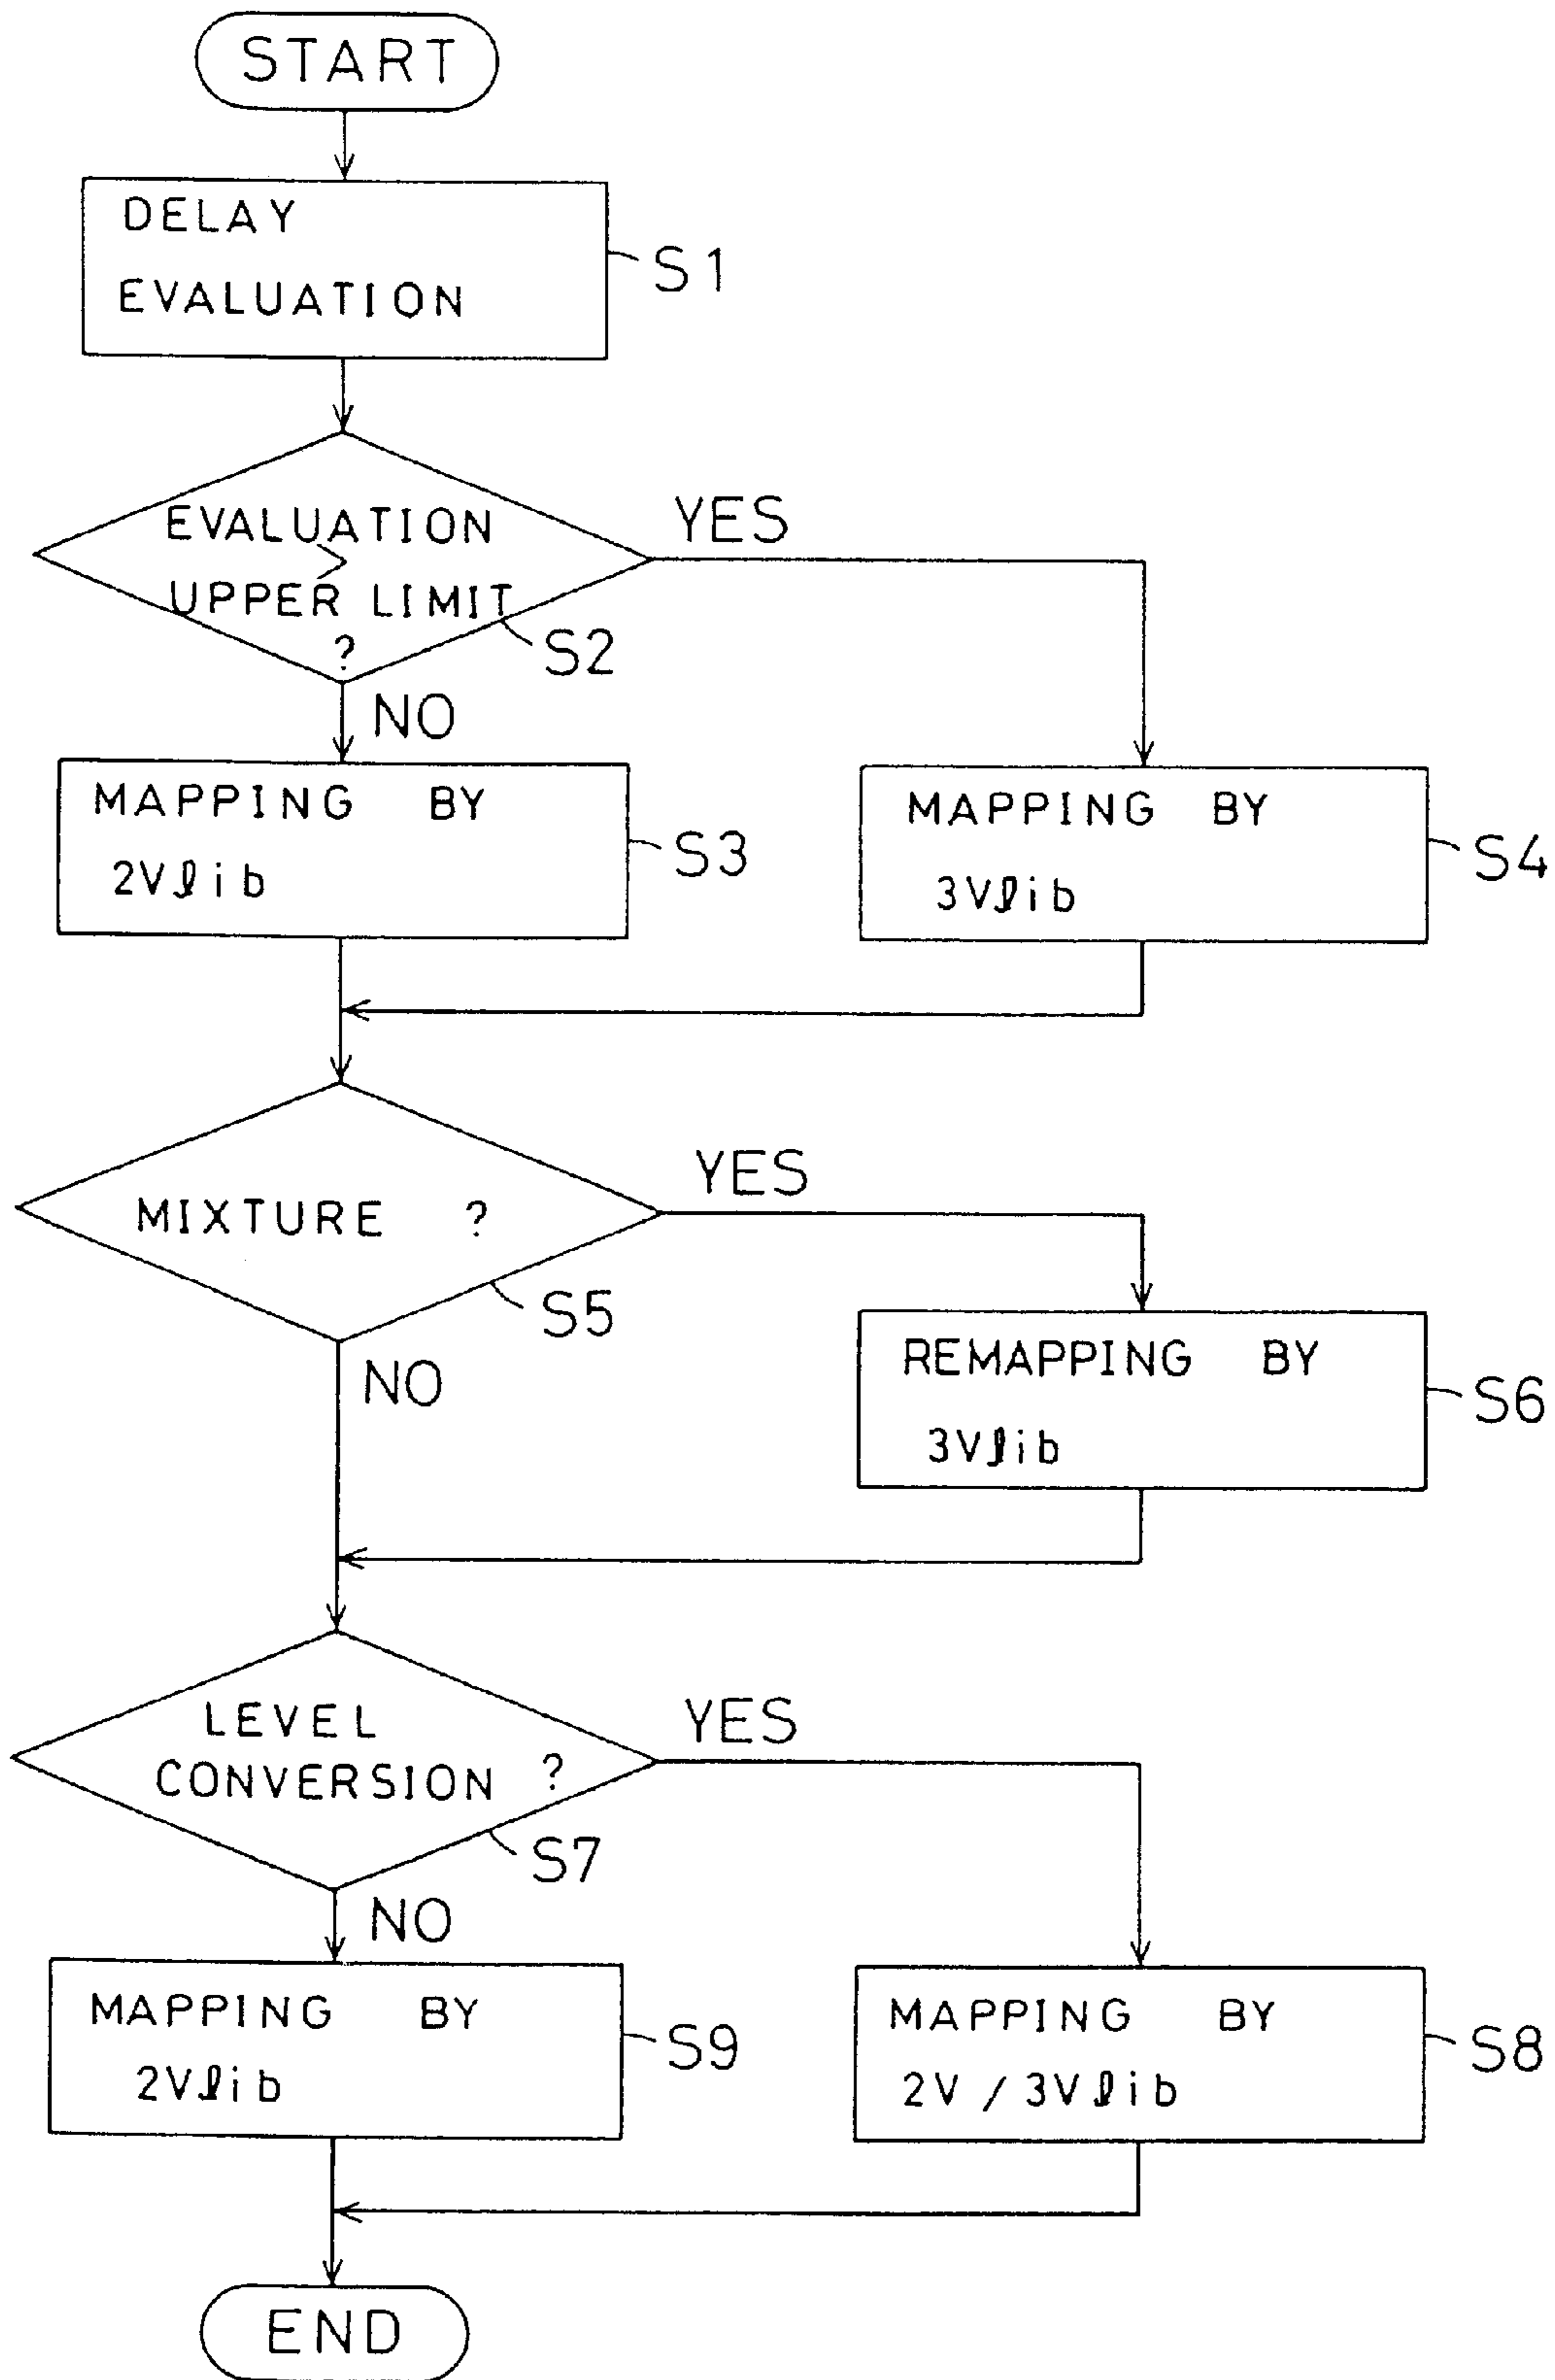 START
DELAY
EVALUATION
S1
EVALUATION
>
UPPER LIMIT
?
S2
YES
NO
MAPPING BY
2Vlib
S3
MAPPING BY
3Vlib
S4
MIXTURE ?
S5
YES
NO
REMAPPING BY
3Vlib
S6
LEVEL
CONVERSION ?
S7
YES
NO
MAPPING BY
2Vlib
S9
MAPPING BY
2V / 3Vlib
S8
END